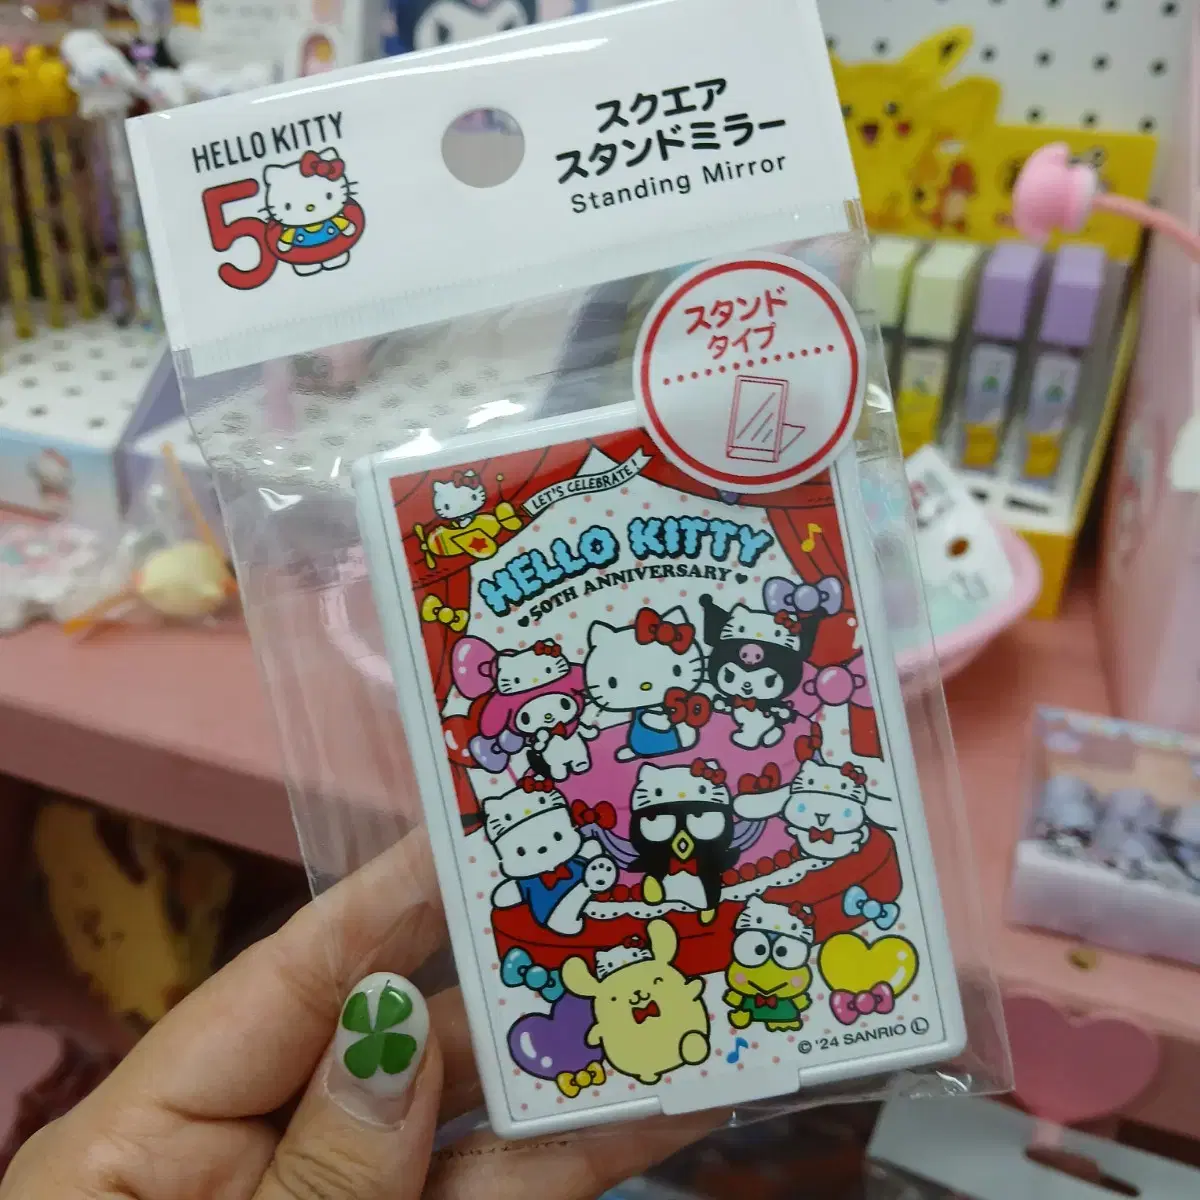 HELLO KITTY
50
スクエア
スタンドミラー
Standing Mirror
スタンド
タイプ
LET'S CELEBRATE!
HELLO KITTY
♥50TH ANNIVERSARY♥
50
© '24 SANRIO Ⓛ